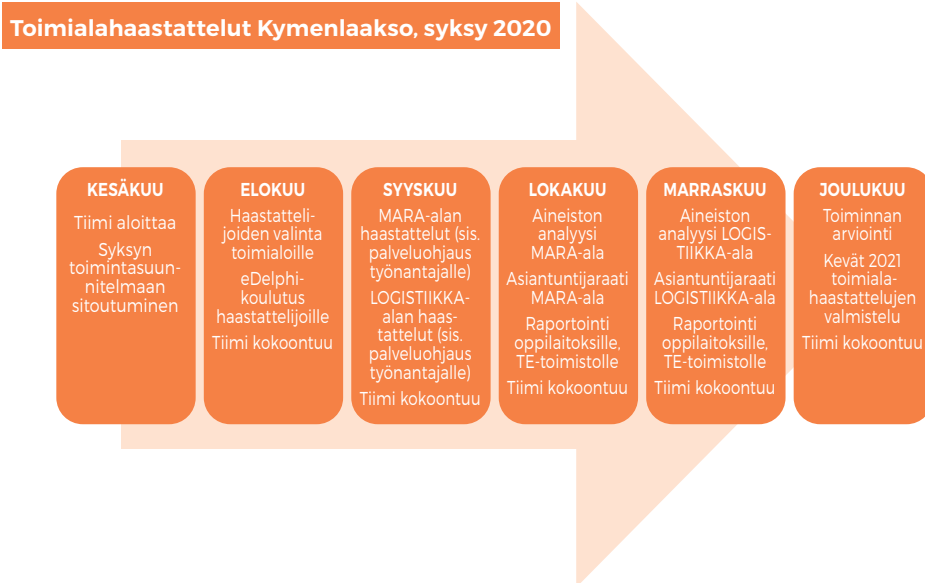 Toimialahaastattelut Kymenlaakso, syksy 2020
KESÄKUU
Tiimi aloittaa
Syksyn
toimintasuun-
nitelmaan
sitoutuminen
ELOKUU
Haastatteli-
joiden valinta
toimialoille
eDelphi-
koulutus
haastattelijoille
Tiimi kokoontuu
SYYSKUU
MARA-alan
haastattelut (sis.
palveluohjaus
työnantajalle)
LOGISTIIKKA-
alan haas-
tattelut (sis.
palveluohjaus
työnantajalle)
Tiimi kokoontuu
LOKAKUU
Aineiston
analyysi
MARA-ala
Asiantuntijaraati
MARA-ala
Raportointi
oppilaitoksille,
TE-toimistolle
Tiimi kokoontuu
MARRASKUU
Aineiston
analyysi LOGIS-
TIIKKA-ala
Asiantuntijaraati
LOGISTIIKKA-ala
Raportointi
oppilaitoksille,
TE-toimistolle
Tiimi kokoontuu
JOULUKUU
Toiminnan
arviointi
Kevät 2021
toimiala-
haastattelujen
valmistelu
Tiimi kokoontuu